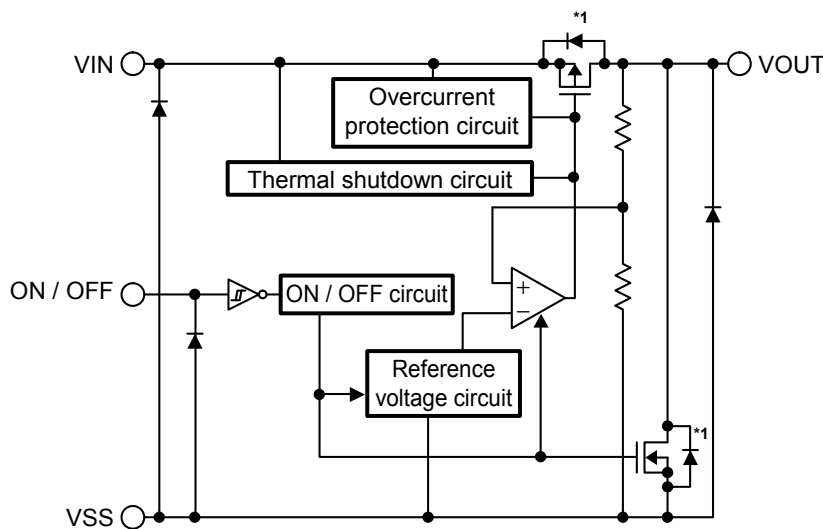 *1
VIN
VOUT
Overcurrent
protection circuit
Thermal shutdown circuit
ON / OFF
ON / OFF circuit
+
−
Reference
voltage circuit
*1
VSS